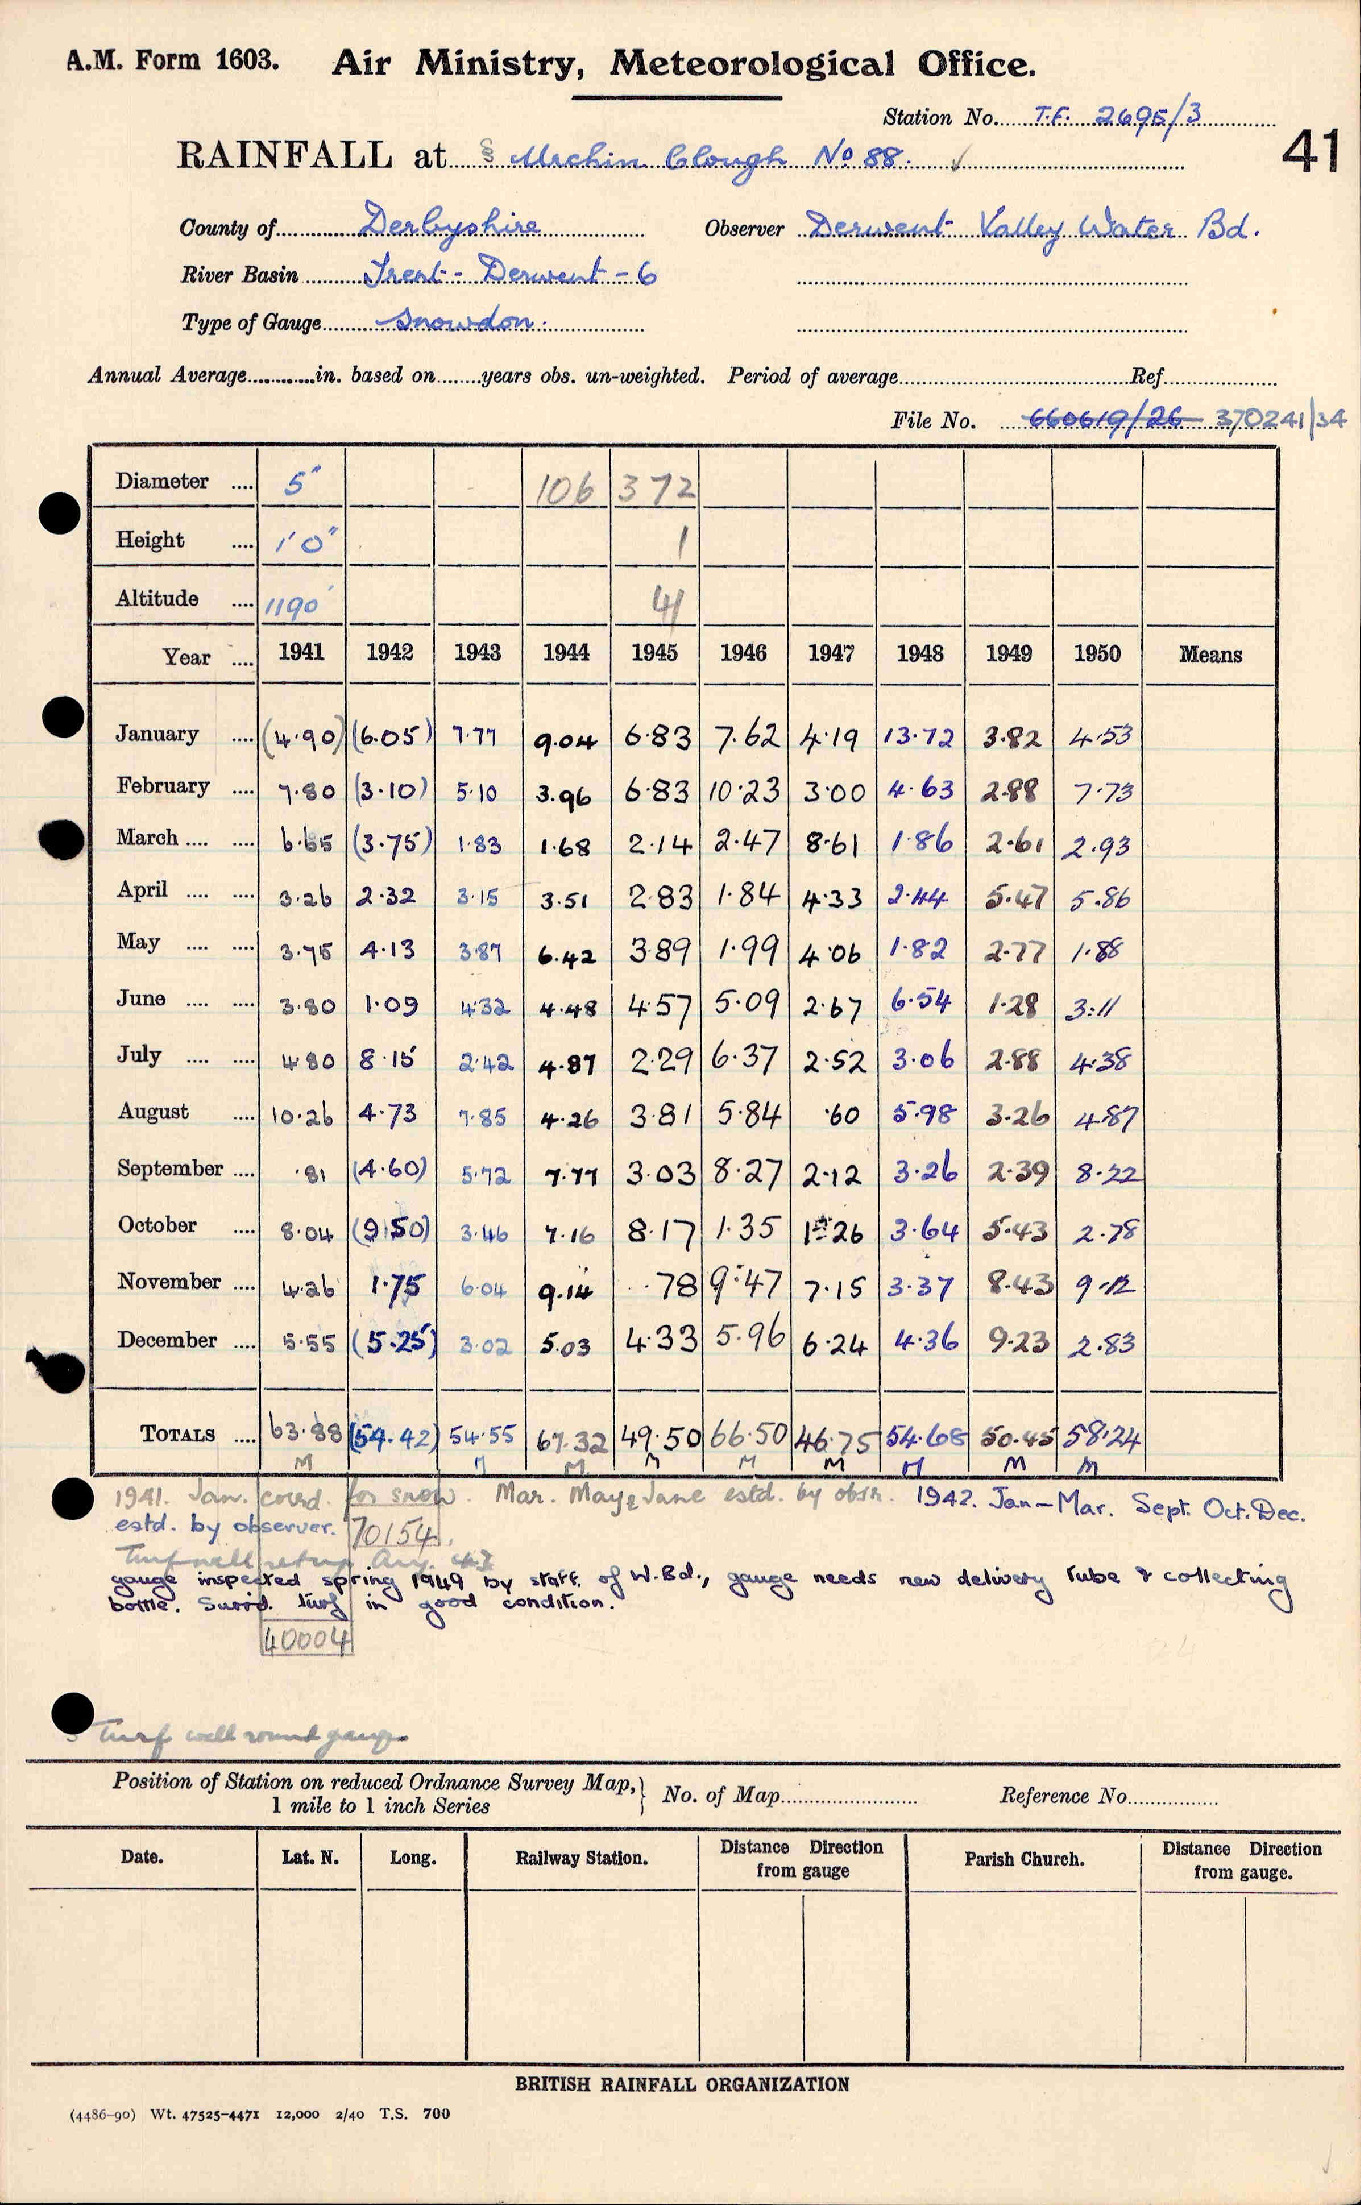 A.M. Form 1603. Air Ministry, Meteorological Office.
Station No. T.F. 2695/3
RAINFALL at § Urchin Clough No 88. ✓ 41
County of Derbyshire Observer Derwent Valley Water Bd.
River Basin Trent - Derwent - 6
Type of Gauge Snowdon.
Annual Average in. based on years obs. un-weighted. Period of average Ref.
File No. 660619/26 370241/34
Diameter 5" 106 372
Height 1'0" 1
Altitude 1190' 41
Year 1941 1942 1943 1944 1945 1946 1947 1948 1949 1950 Means
January (4.90) (6.05) 7.77 9.04 6.83 7.62 4.19 13.72 3.82 4.53
February 7.80 (3.10) 5.10 3.96 6.83 10.23 3.00 4.63 2.88 7.73
March 6.65 (3.75) 1.83 1.68 2.14 2.47 8.61 1.86 2.61 2.93
April 3.26 2.32 3.15 3.51 2.83 1.84 4.33 2.44 5.47 5.86
May 3.75 4.13 3.87 6.42 3.89 1.99 4.06 1.82 2.77 1.88
June 3.80 1.09 4.32 4.48 4.57 5.09 2.67 6.54 1.28 3.11
July 4.80 8.15 2.42 4.87 2.29 6.37 2.52 3.06 2.88 4.38
August 10.26 4.73 7.85 4.26 3.81 5.84 .60 5.98 3.26 4.87
September .81 (4.60) 5.72 7.77 3.03 8.27 2.12 3.26 2.39 8.22
October 8.04 (9.50) 3.46 7.16 8.17 1.35 1.26 3.64 5.43 2.78
November 4.26 1.75 6.04 9.14 .78 9.47 7.15 3.37 8.43 9.12
December 5.55 (5.25) 3.02 5.03 4.33 5.96 6.24 4.36 9.23 2.83
TOTALS 63.88 (54.42) 54.55 67.32 49.50 66.50 46.75 54.68 50.45 58.24
M M M M M M M M M
1941. Jan. coord. for snow. Mar. May & June estd. by obsr. 1942. Jan-Mar. Sept. Oct. Dec.
estd. by observer. 70154
Turf wall Aug. 43
gauge inspected spring 1949 by staff of W.Bd., gauge needs new delivery tube & collecting
bottle. Surrd. turf in good condition.
40004
§ Turf wall round gauge
Position of Station on reduced Ordnance Survey Map, 1 mile to 1 inch Series } No. of Map Reference No.
Date. Lat. N. Long. Railway Station. Distance Direction from gauge Parish Church. Distance Direction from gauge.
BRITISH RAINFALL ORGANIZATION
(4486-90) Wt. 47525-4471 12,000 2/40 T.S. 700